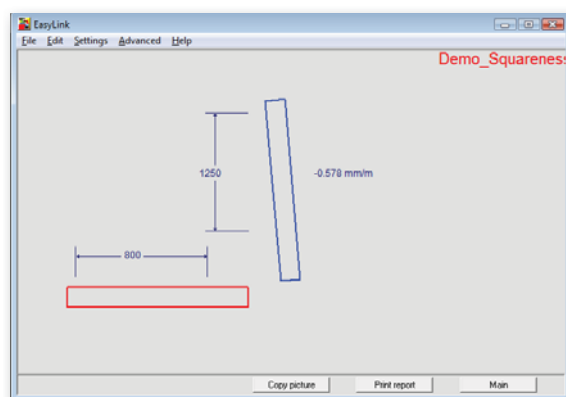 EasyLink
File Edit Settings Advanced Help
Demo_Squareness
1250
-0.578 mm/m
800
Copy picture Print report Main